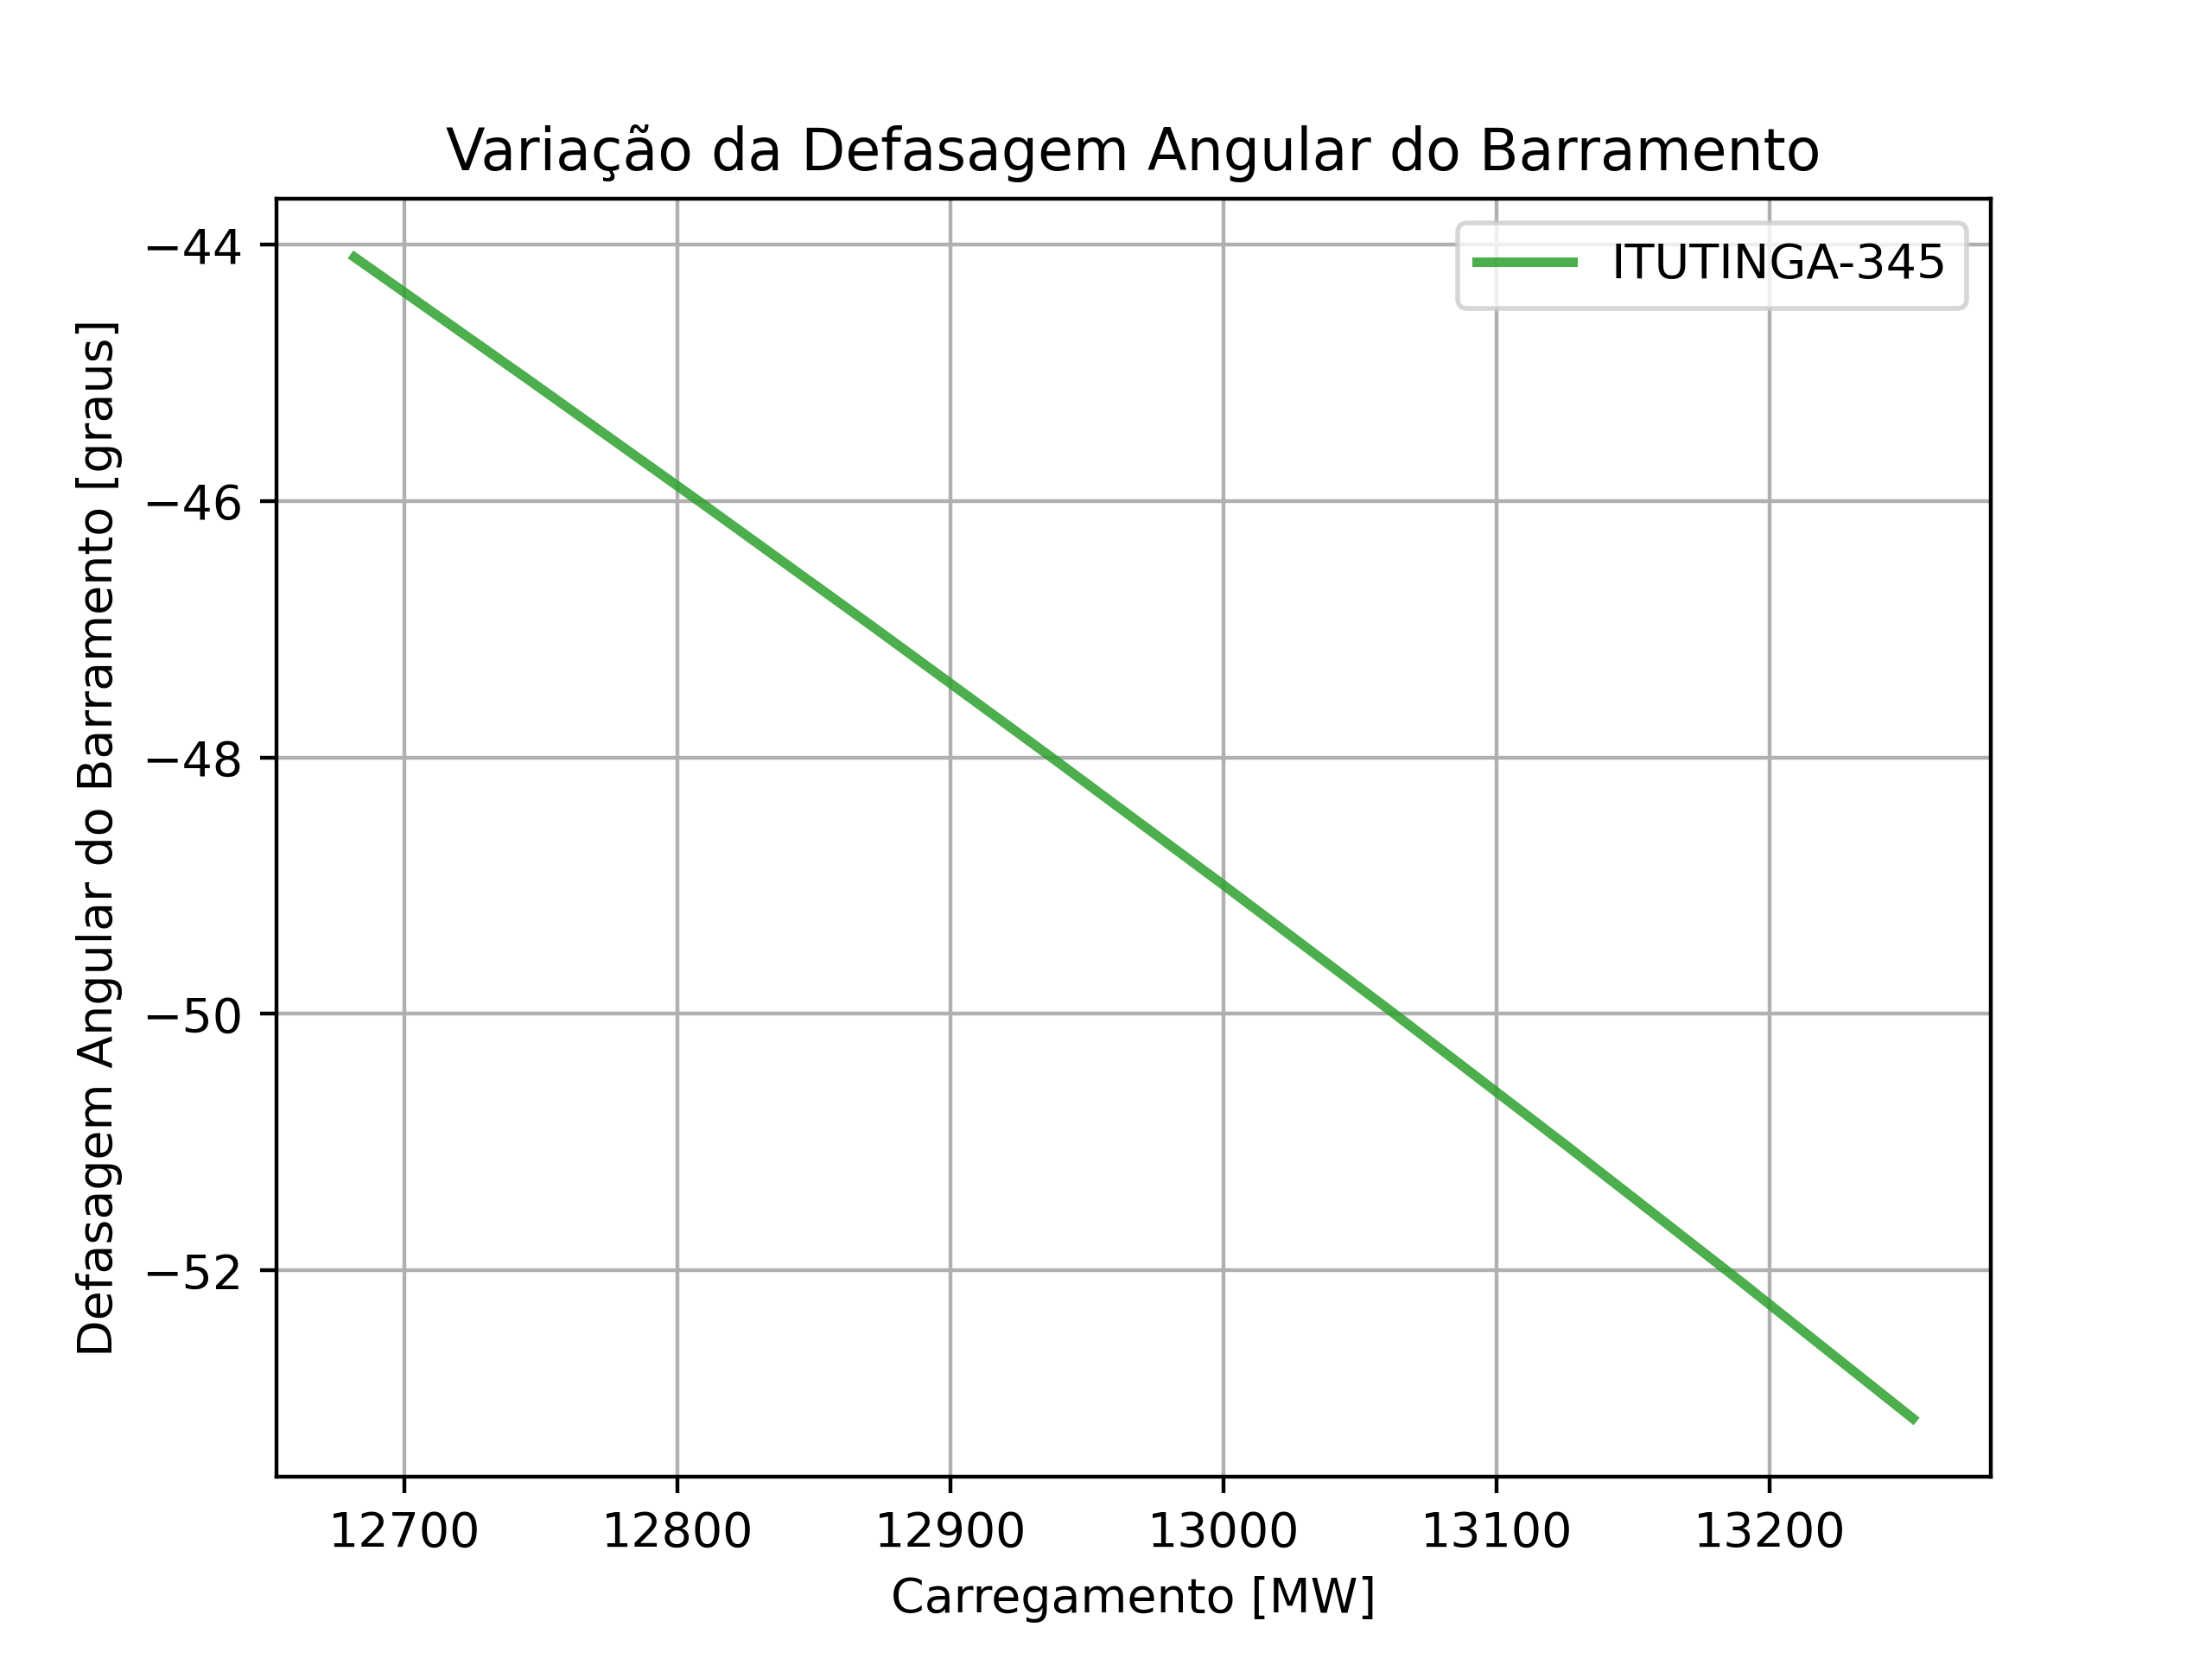 Variação da Defasagem Angular do Barramento
ITUTINGA-345
Defasagem Angular do Barramento [graus]
−44
−46
−48
−50
−52
12700 12800 12900 13000 13100 13200
Carregamento [MW]